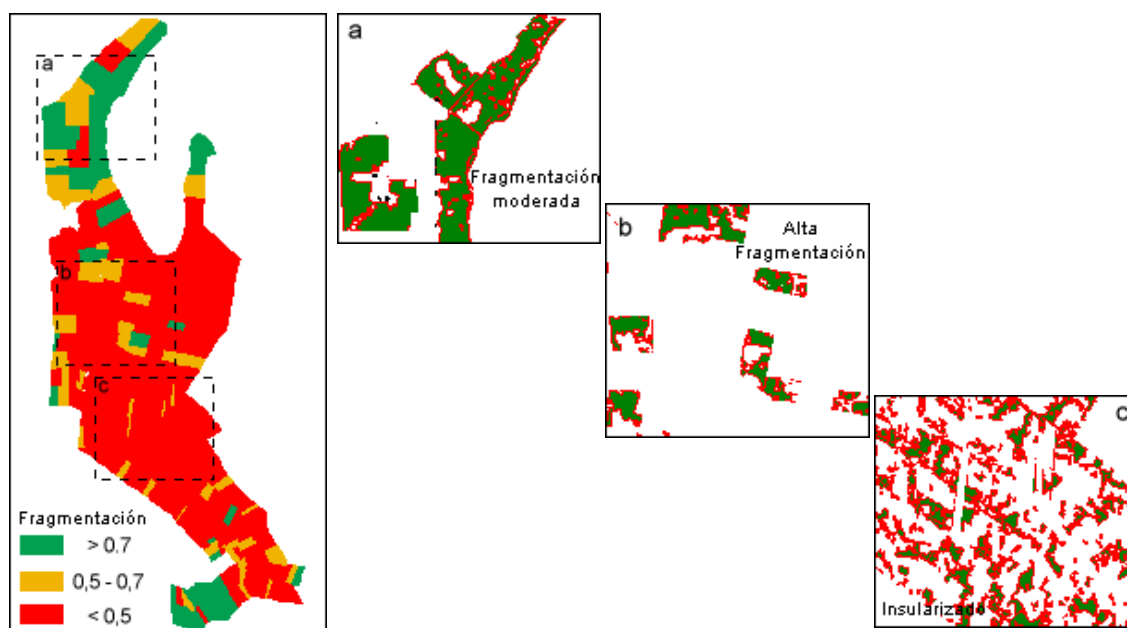 a
b
c
Fragmentación
> 0.7
0,5 - 0,7
< 0,5
a
Fragmentación
moderada
b
Alta
Fragmentación
c
Insularizado